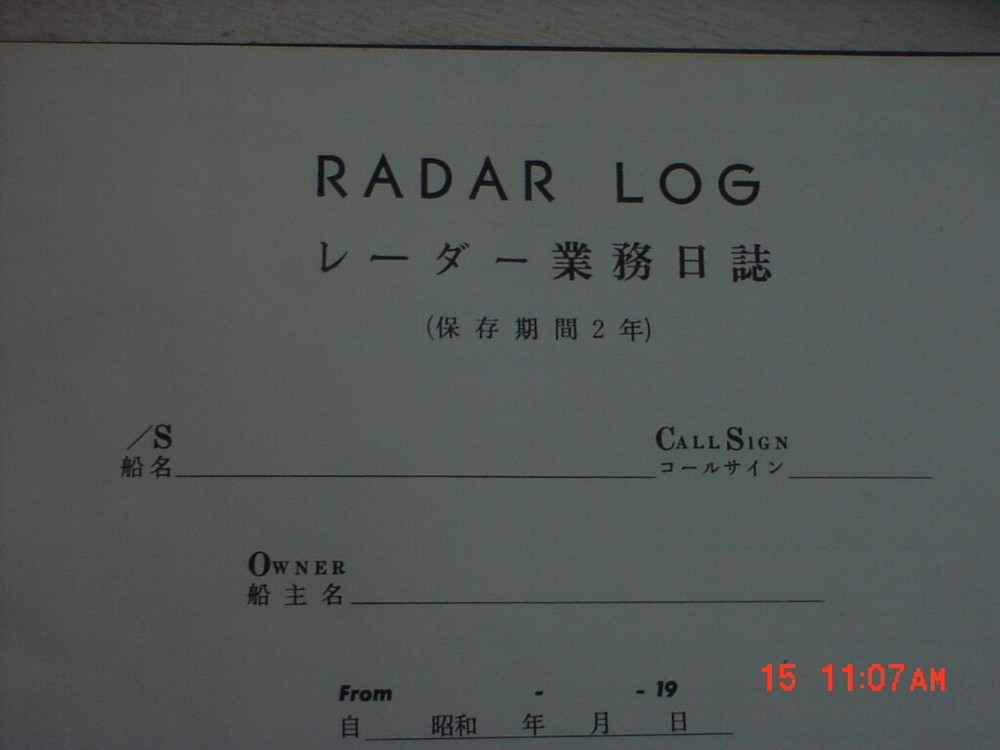 RADAR LOG
レーダー業務日誌
(保存期間2年)
/S CALL SIGN
船名 コールサイン
OWNER
船主名
From - - 19
自 昭和 年 月 日
15 11:07AM